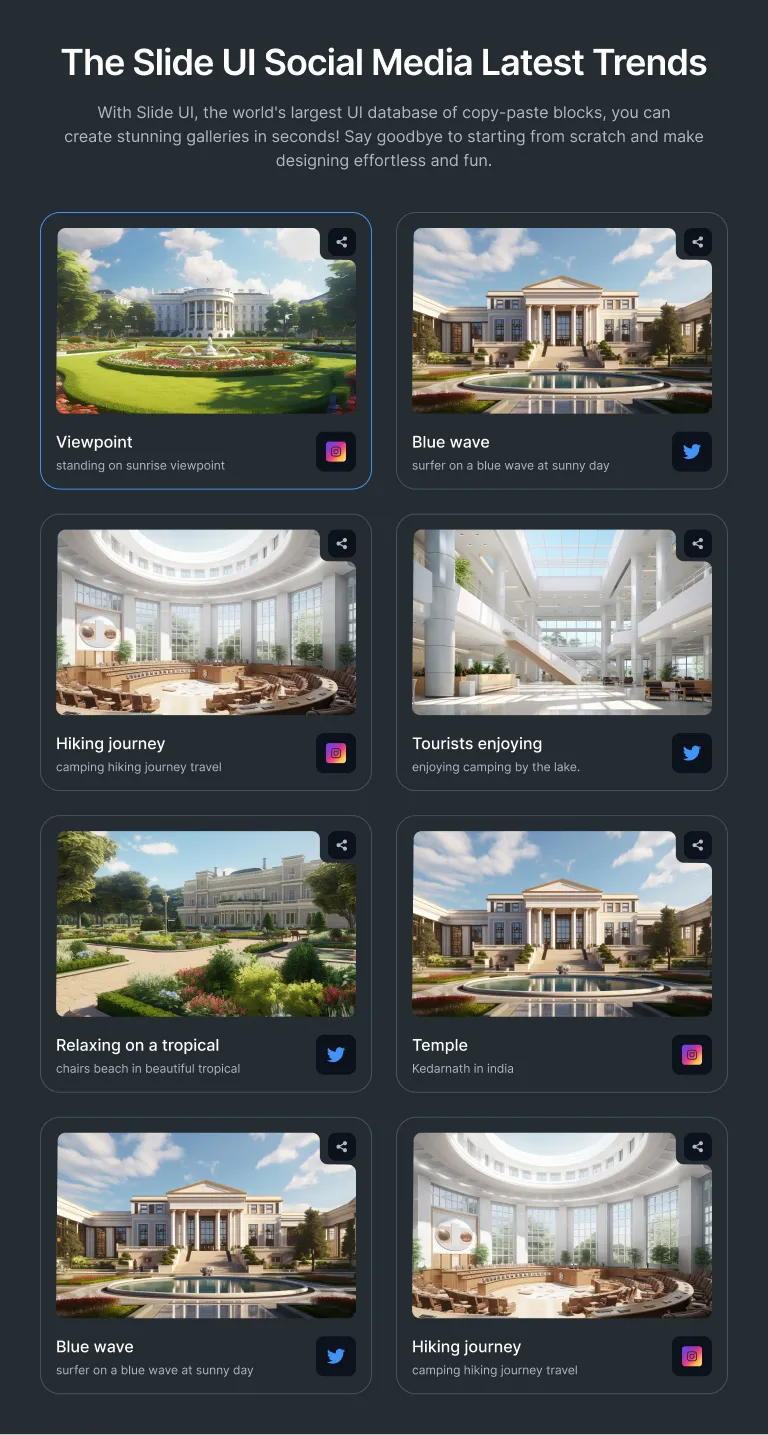 The Slide UI Social Media Latest Trends
With Slide UI, the world's largest UI database of copy-paste blocks, you can
create stunning galleries in seconds! Say goodbye to starting from scratch and make
designing effortless and fun.
Viewpoint
standing on sunrise viewpoint
Blue wave
surfer on a blue wave at sunny day
Hiking journey
camping hiking journey travel
Tourists enjoying
enjoying camping by the lake.
Relaxing on a tropical
chairs beach in beautiful tropical
Temple
Kedarnath in india
Blue wave
surfer on a blue wave at sunny day
Hiking journey
camping hiking journey travel